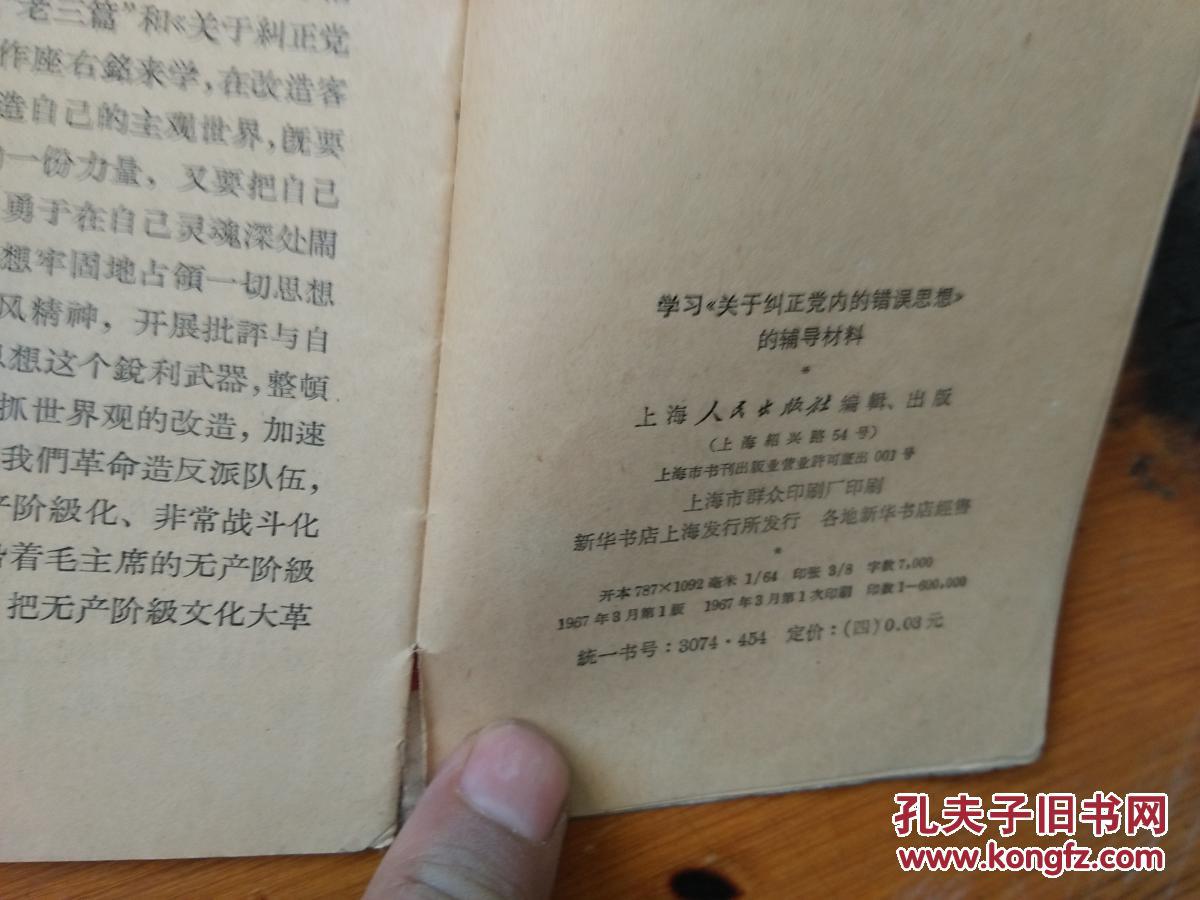 老三篇”和《关于糾正党
作座右銘来学，在改造客
造自己的主观世界，旣要
一份力量，又要把自己
勇于在自己灵魂深处鬧
想牢固地占領一切思想
风精神，开展批評与自
想这个銳利武器，整頓
抓世界观的改造，加速
我們革命造反派队伍，
阶級化、非常战斗化
着毛主席的无产阶級
把无产阶級文化大革
学习《关于纠正党内的错误思想》
的辅导材料
*
上海人民出版社编辑、出版
（上海紹兴路54号）
上海市书刊出版业营业許可証出001号
上海市群众印刷厂印刷
新华书店上海发行所发行 各地新华书店經售
*
开本787×1092毫米 1/64 印张3/8 字数7,000
1967年3月第1版 1967年3月第1次印刷 印数1—600,000
統一书号：3074·454 定价：(四)0.03元
孔夫子旧书网
www.kongfz.com